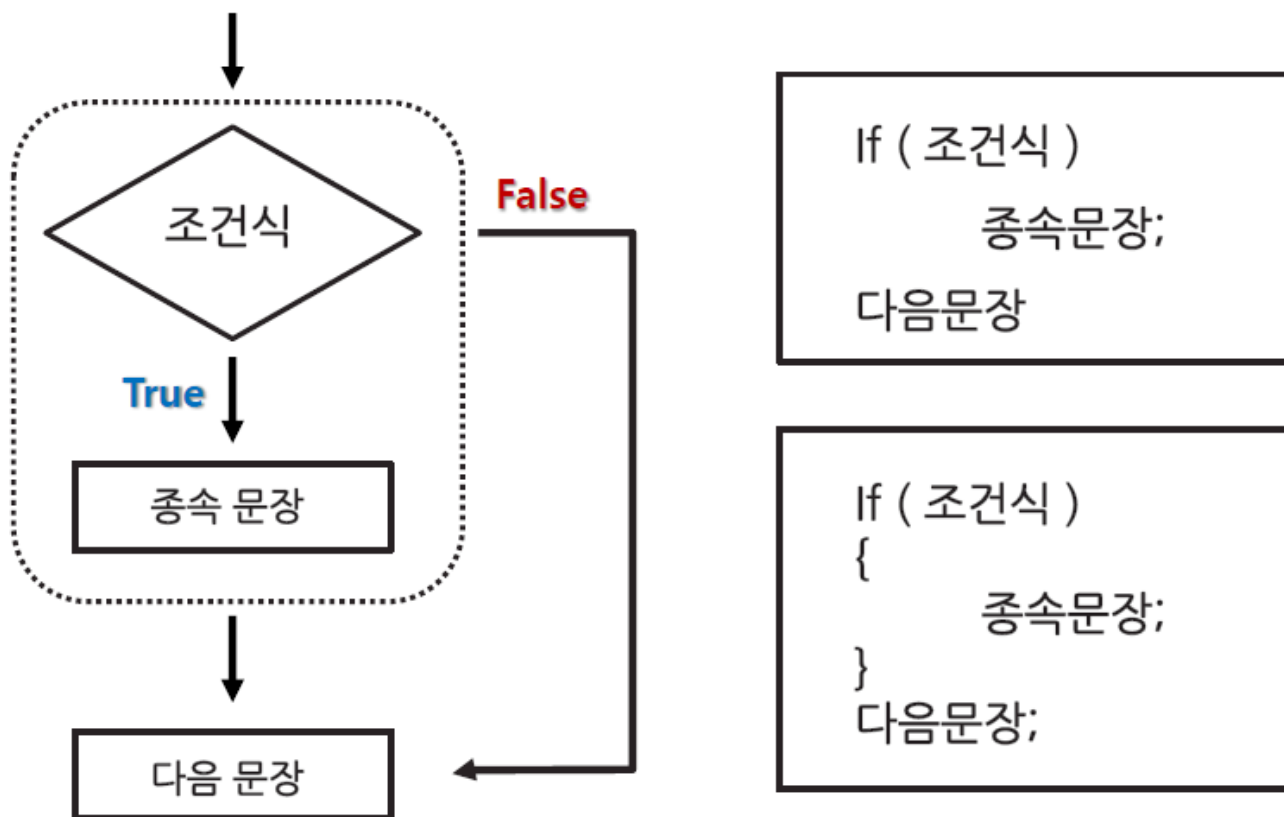 조건식
False
True
종속 문장
다음 문장
If ( 조건식 )
종속문장;
다음문장
If ( 조건식 )
{
종속문장;
}
다음문장;